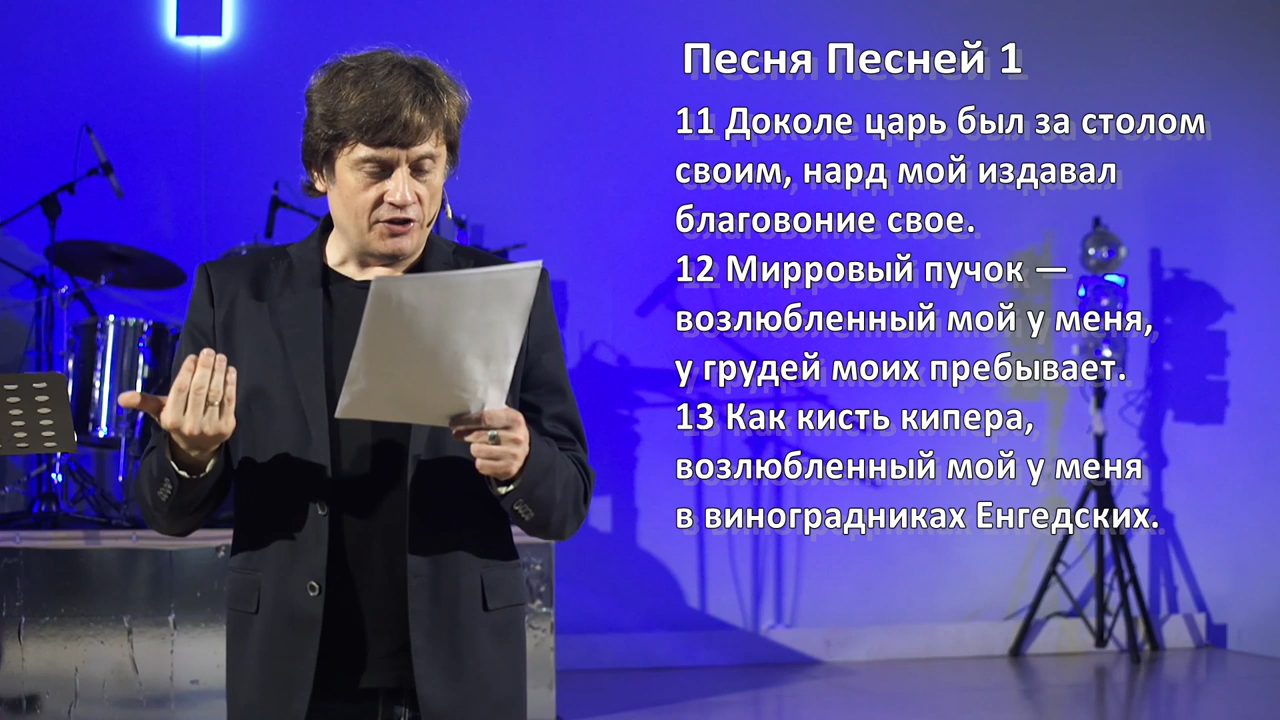 Песня Песней 1
11 Доколе царь был за столом
своим, нард мой издавал
благовоние свое.
12 Мирровый пучок —
возлюбленный мой у меня,
у грудей моих пребывает.
13 Как кисть кипера,
возлюбленный мой у меня
в виноградниках Енгедских.